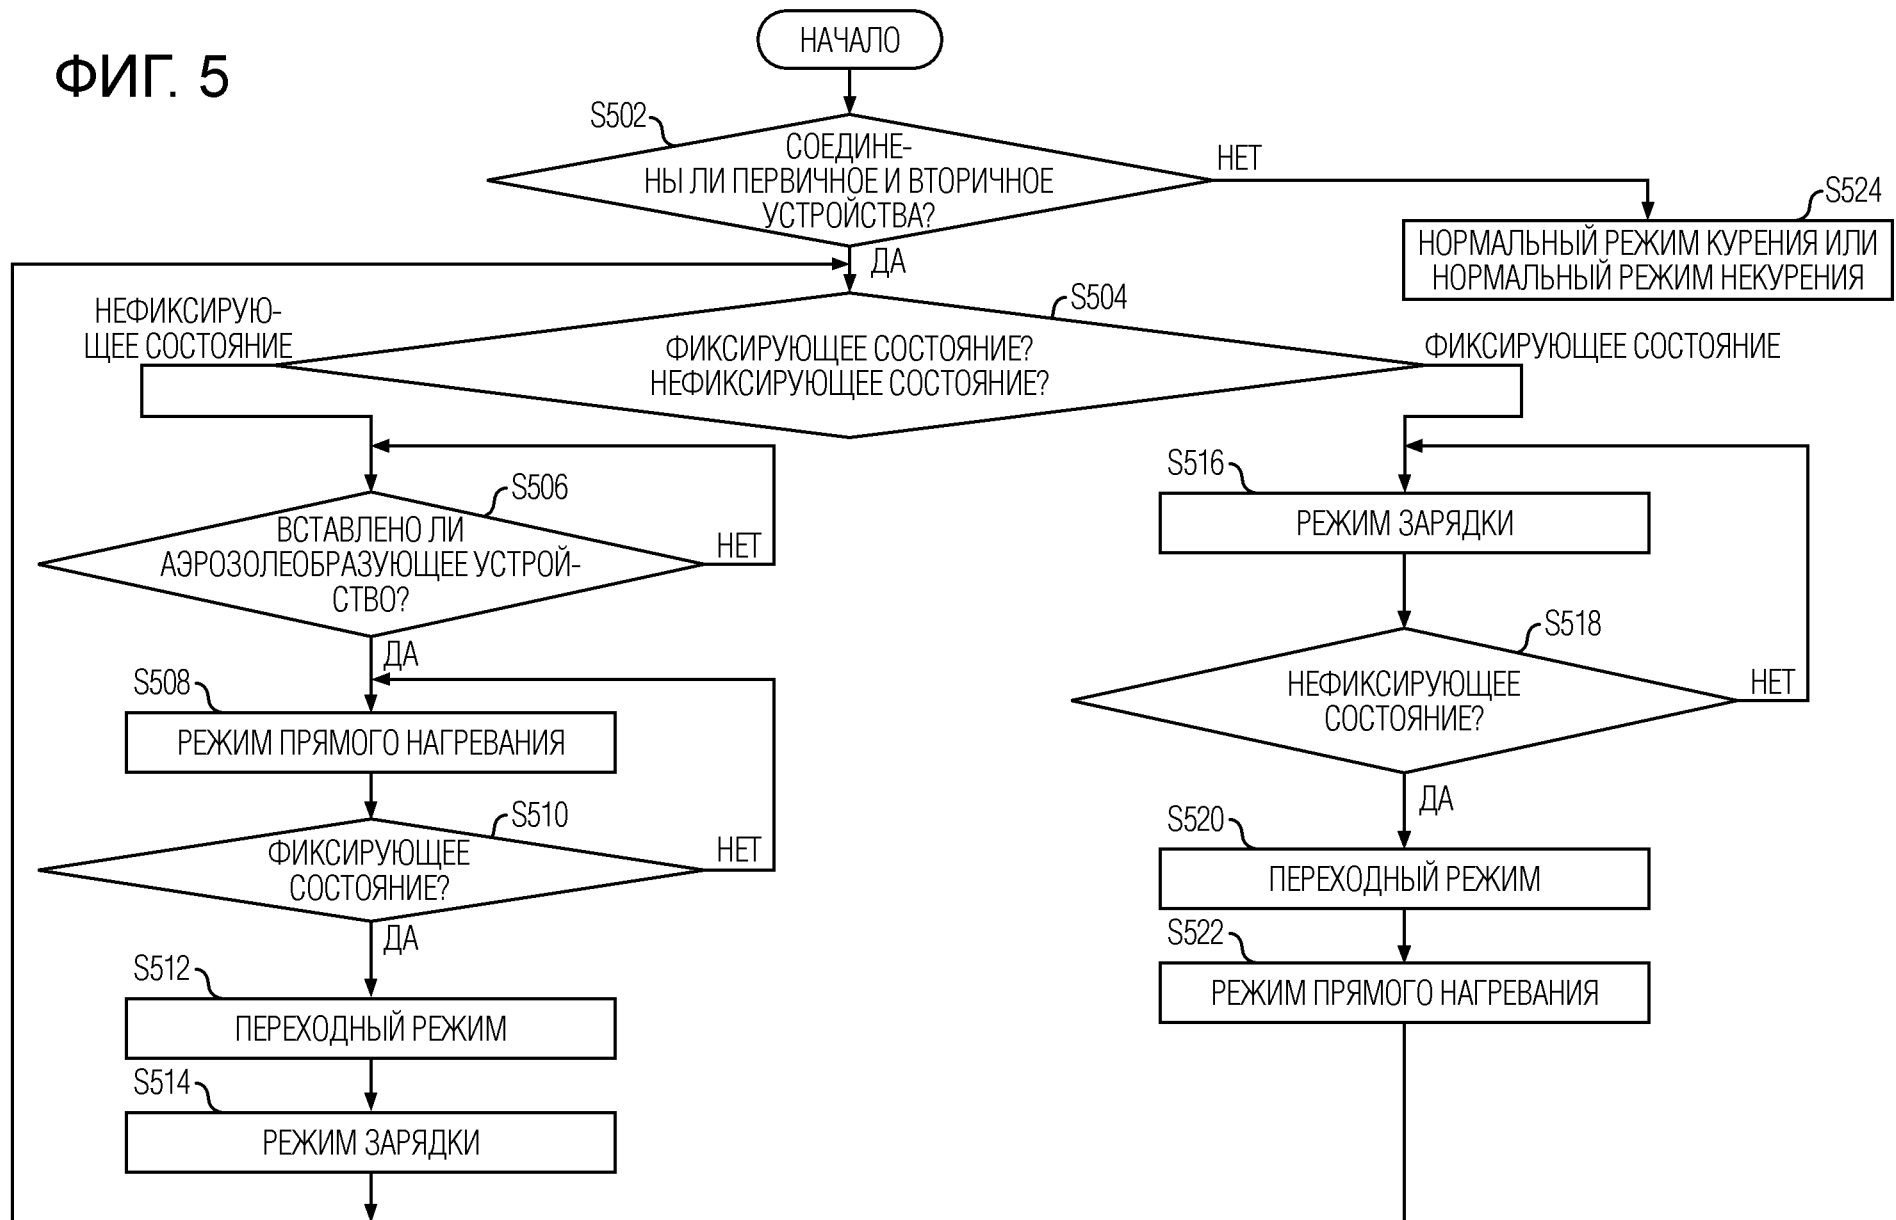 ФИГ. 5
НАЧАЛО
S502
СОЕДИНЕ-
НЫ ЛИ ПЕРВИЧНОЕ И ВТОРИЧНОЕ
УСТРОЙСТВА?
НЕТ
S524
НОРМАЛЬНЫЙ РЕЖИМ КУРЕНИЯ ИЛИ
НОРМАЛЬНЫЙ РЕЖИМ НЕКУРЕНИЯ
ДА
S504
НЕФИКСИРУЮ-
ЩЕЕ СОСТОЯНИЕ
ФИКСИРУЮЩЕЕ СОСТОЯНИЕ?
НЕФИКСИРУЮЩЕЕ СОСТОЯНИЕ?
ФИКСИРУЮЩЕЕ СОСТОЯНИЕ
S506
ВСТАВЛЕНО ЛИ
АЭРОЗОЛЕОБРАЗУЮЩЕЕ УСТРОЙ-
СТВО?
НЕТ
ДА
S508
РЕЖИМ ПРЯМОГО НАГРЕВАНИЯ
S510
ФИКСИРУЮЩЕЕ
СОСТОЯНИЕ?
НЕТ
ДА
S512
ПЕРЕХОДНЫЙ РЕЖИМ
S514
РЕЖИМ ЗАРЯДКИ
S516
РЕЖИМ ЗАРЯДКИ
S518
НЕФИКСИРУЮЩЕЕ
СОСТОЯНИЕ?
НЕТ
ДА
S520
ПЕРЕХОДНЫЙ РЕЖИМ
S522
РЕЖИМ ПРЯМОГО НАГРЕВАНИЯ